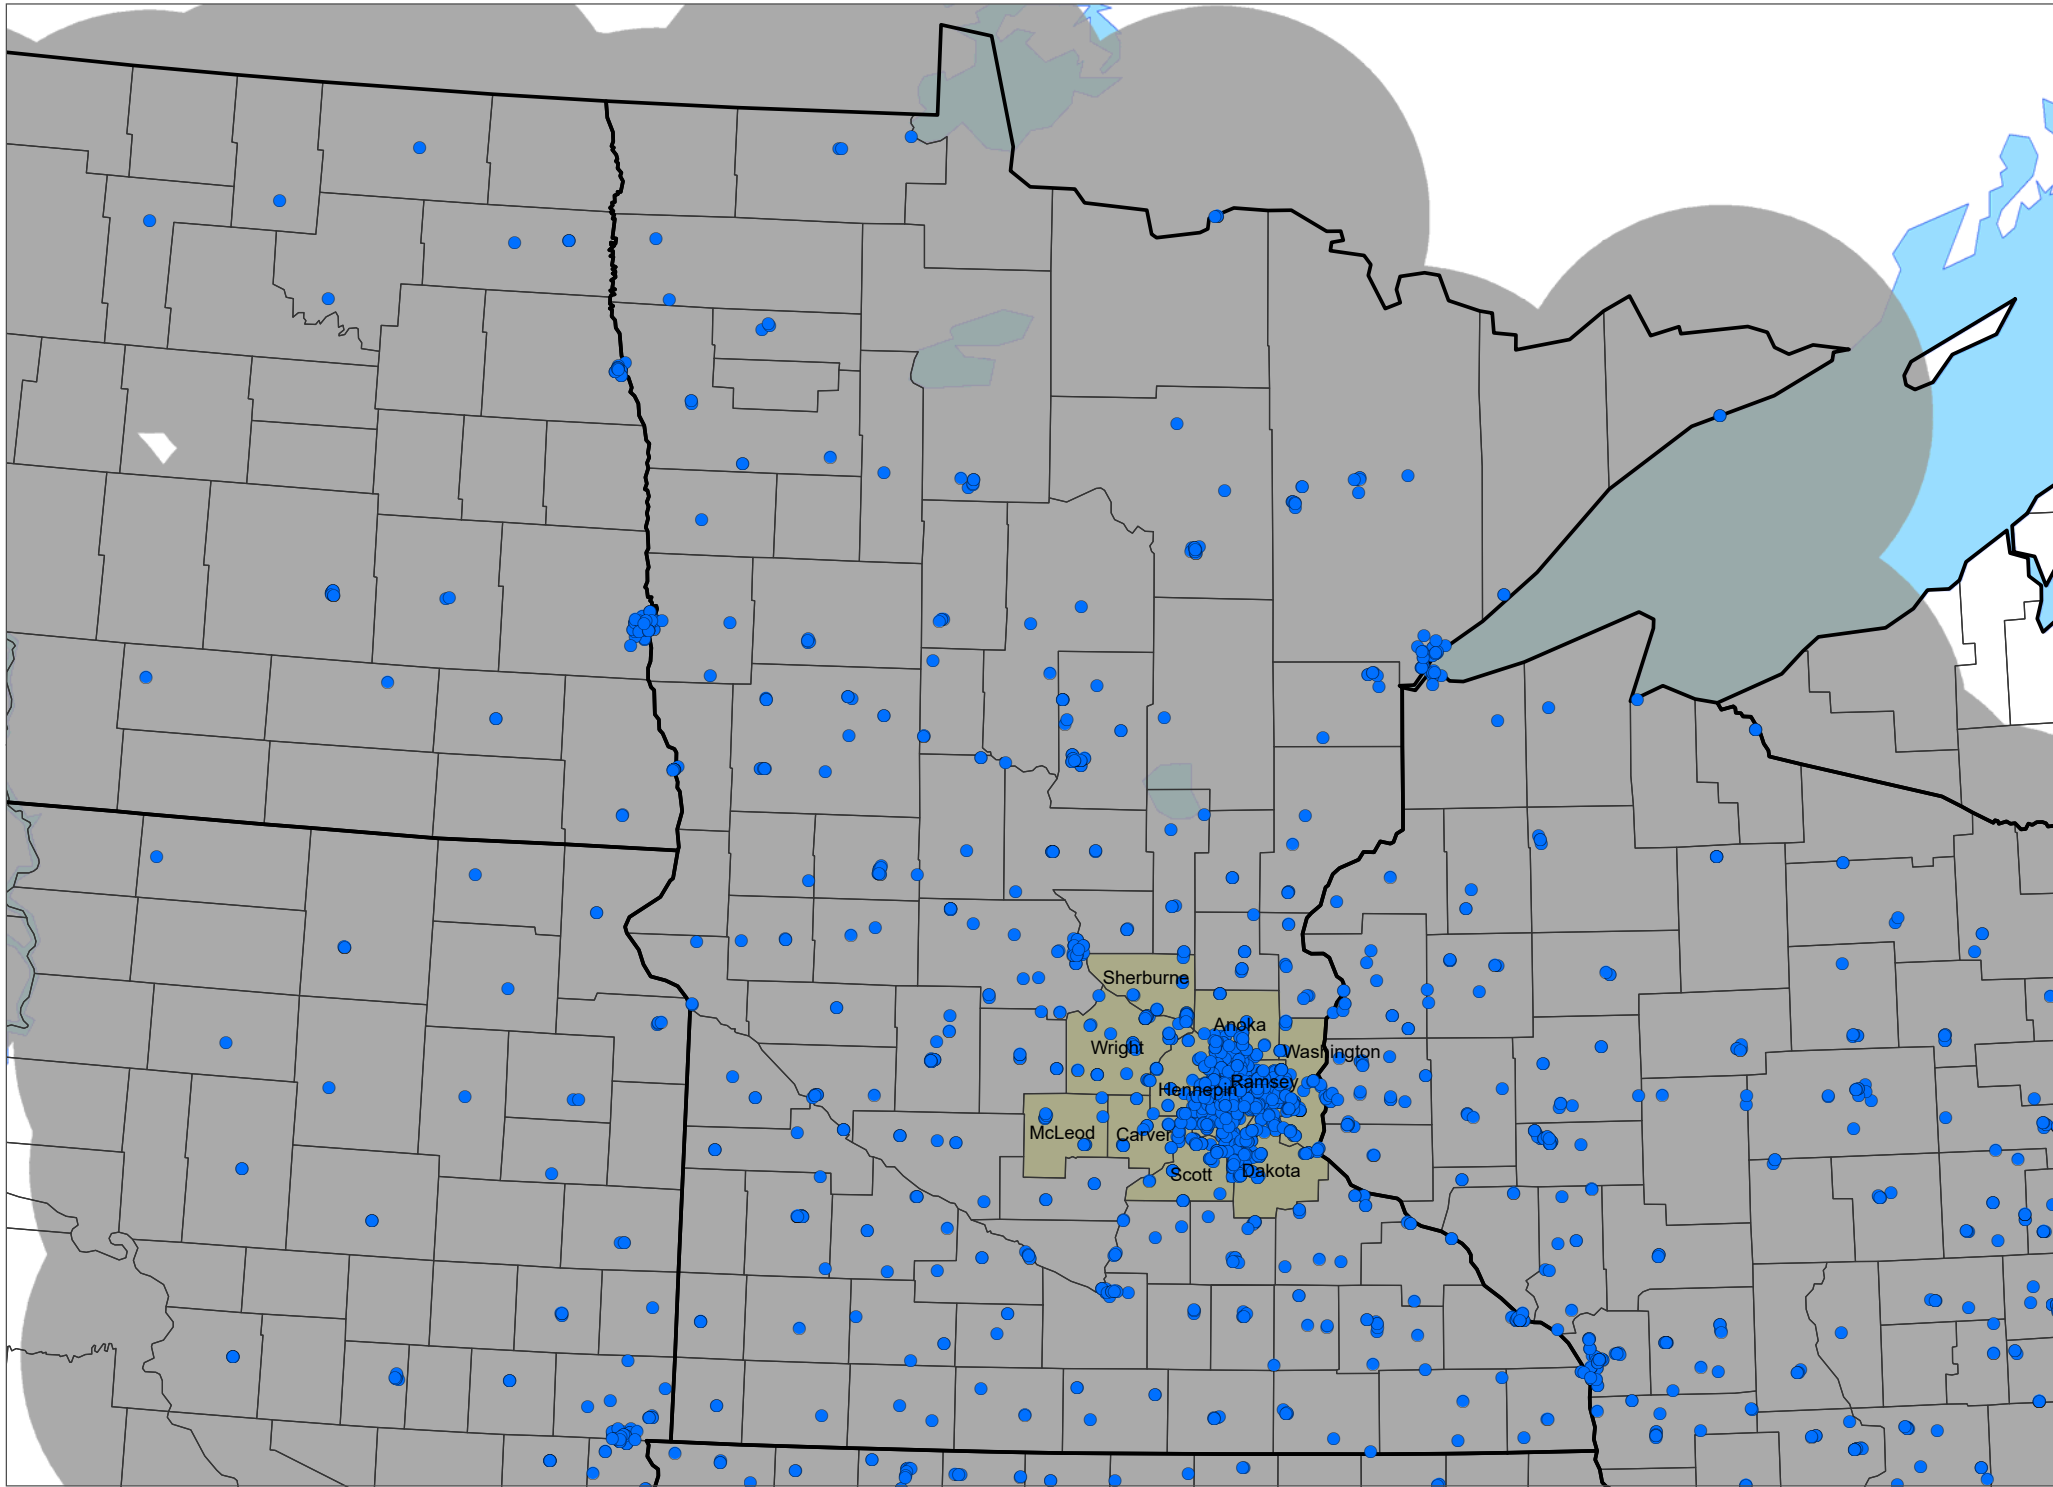 Sherburne
Anoka
Wright
Washington
Hennepin
Ramsey
McLeod
Carver
Scott
Dakota